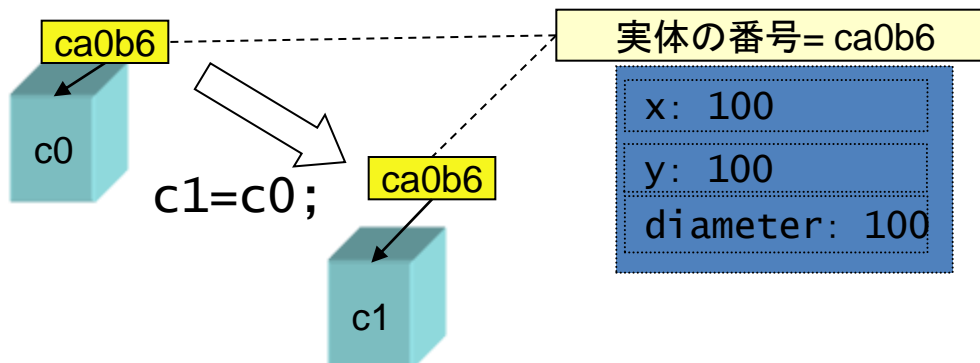 ca0b6
実体の番号= ca0b6
x: 100
c0
y: 100
ca0b6
c1=c0;
diameter: 100
c1